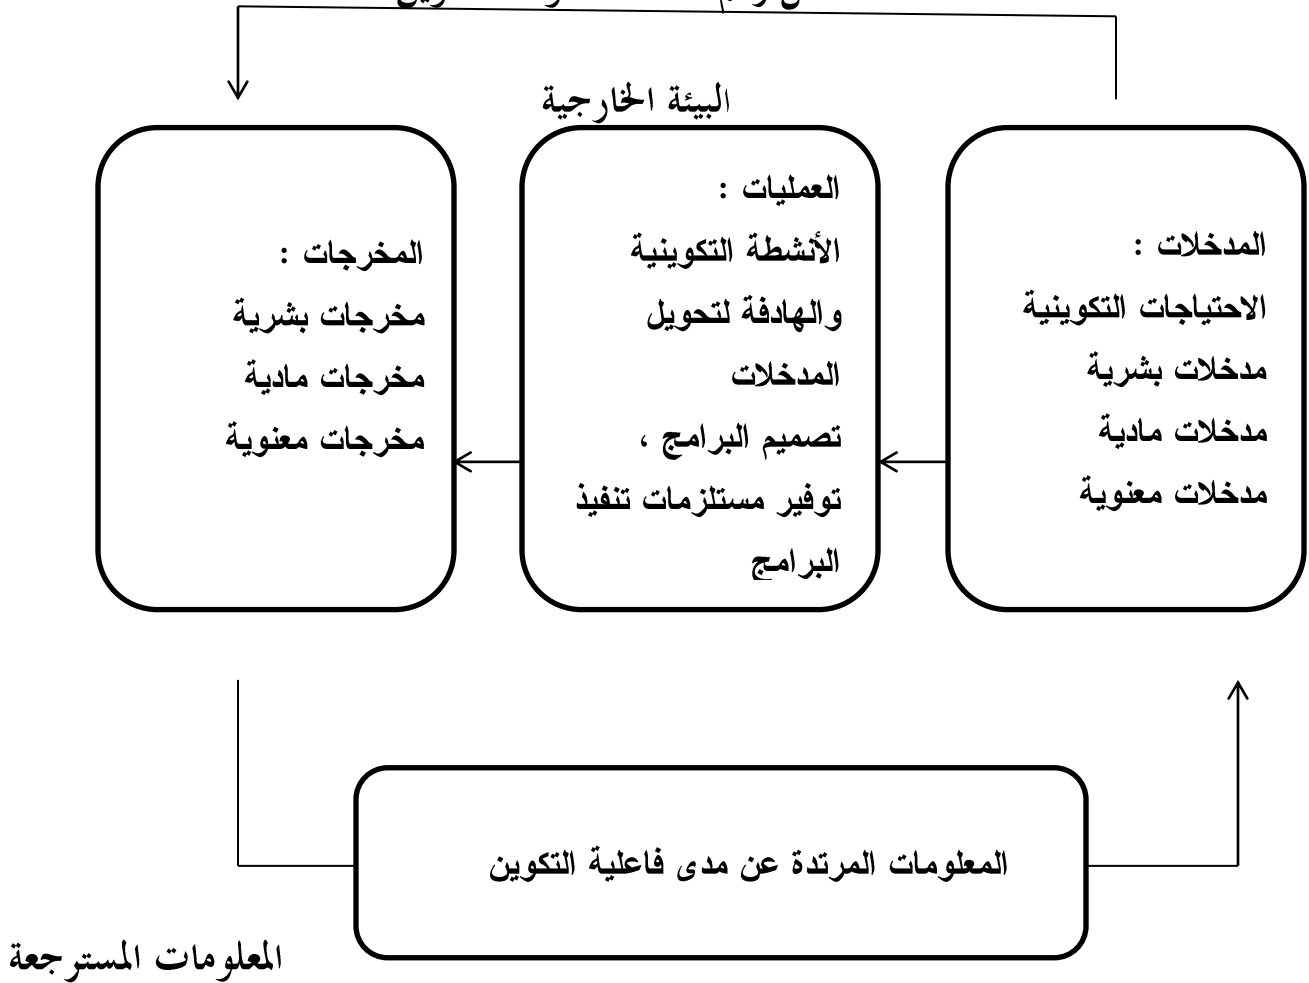 البيئة الخارجية
المدخلات :
الاحتياجات التكوينية
مدخلات بشرية
مدخلات مادية
مدخلات معنوية
العمليات :
الأنشطة التكوينية
والهادفة لتحويل
المدخلات
تصميم البرامج ،
توفير مستلزمات تنفيذ
البرامج
المخرجات :
مخرجات بشرية
مخرجات مادية
مخرجات معنوية
المعلومات المرتدة عن مدى فاعلية التكوين
المعلومات المسترجعة